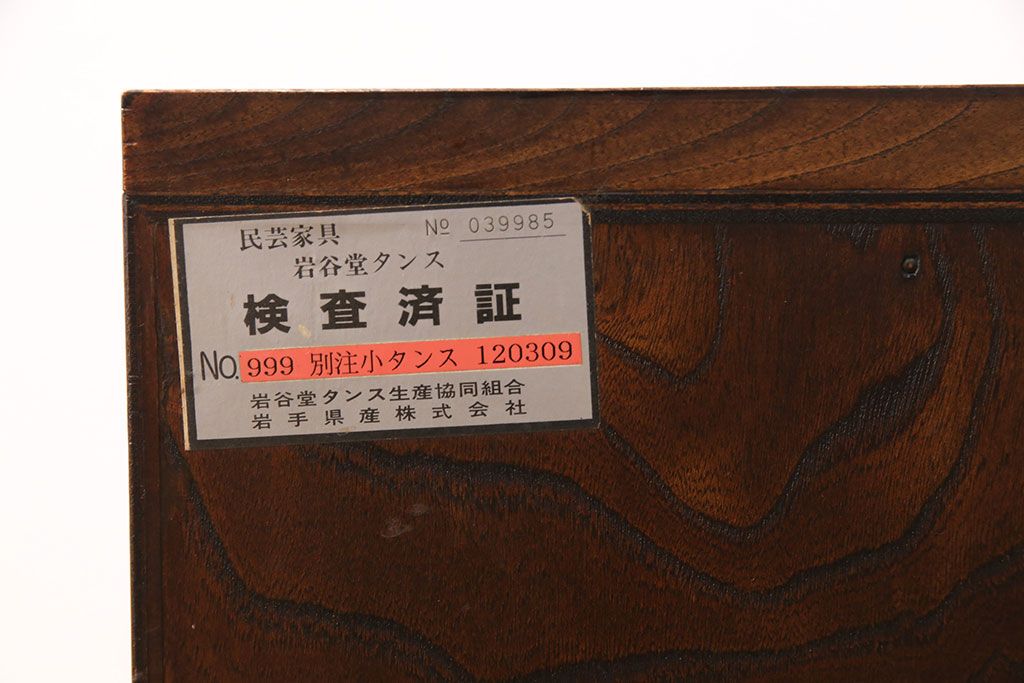 民芸家具 № 039985
岩谷堂タンス
検査済証
No. 999 別注小タンス 120309
岩谷堂タンス生産協同組合
岩手県産株式会社